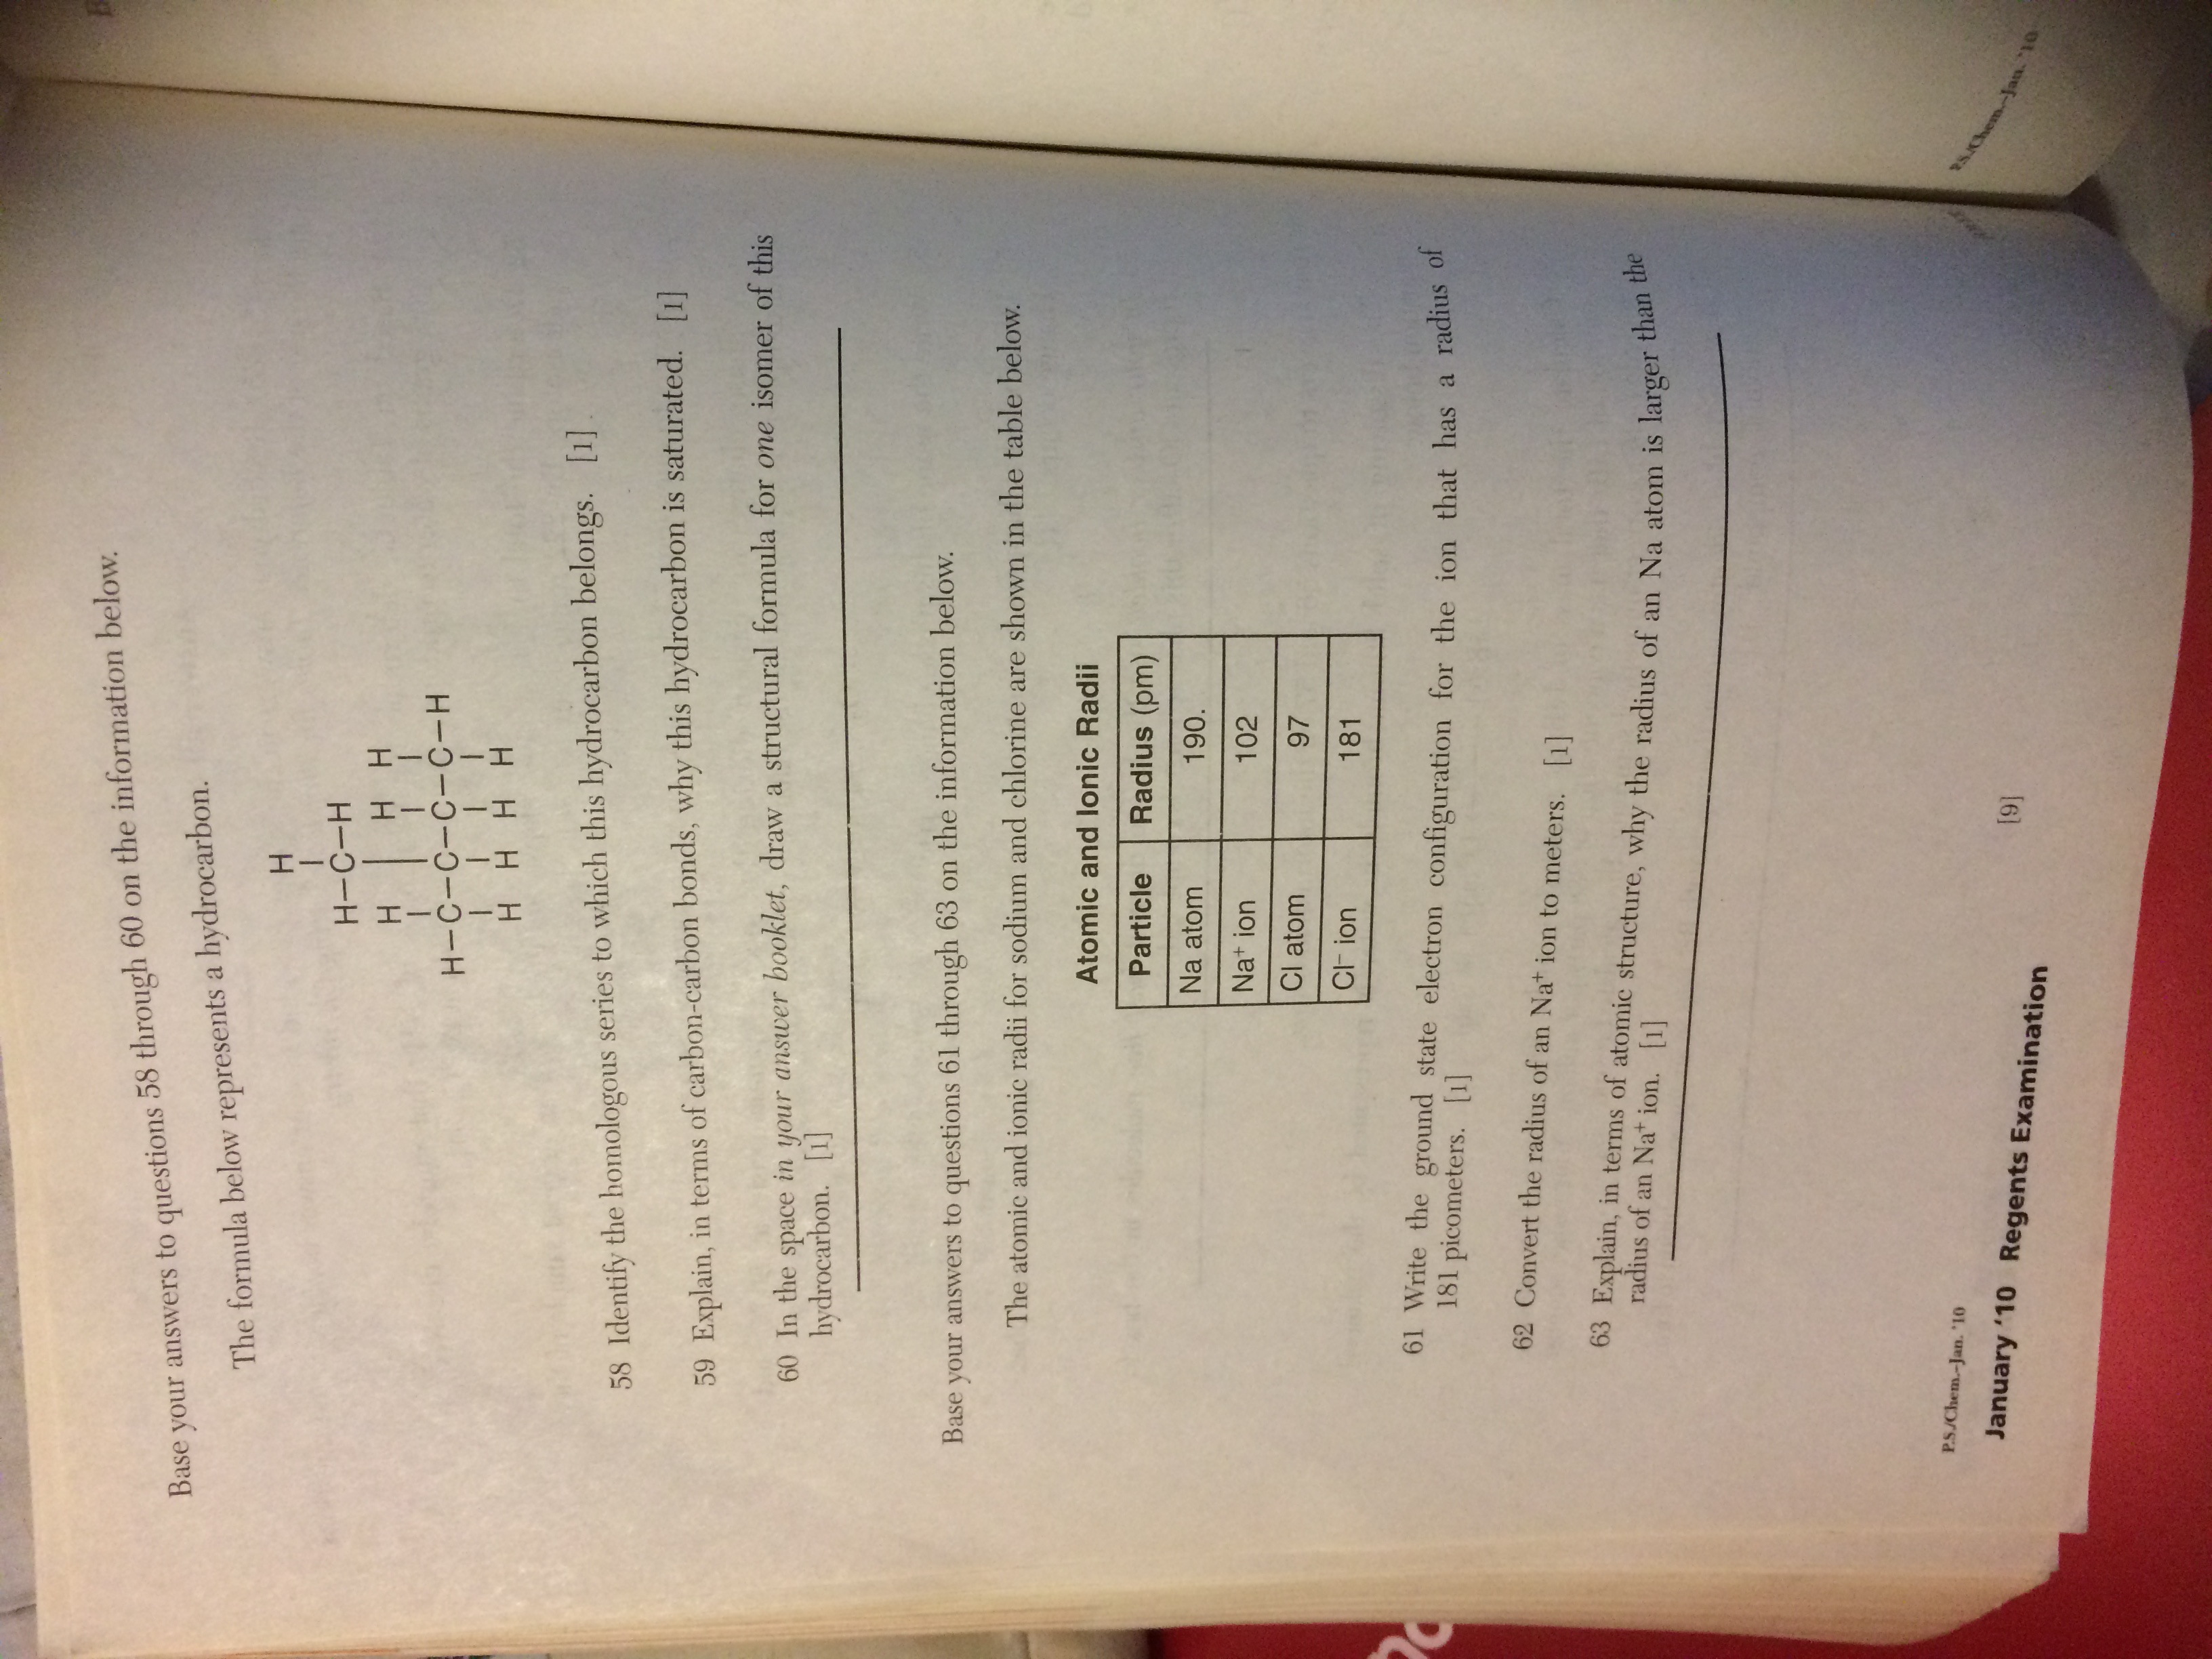 Base your answers to questions 58 through 60 on the information below.
The formula below represents a hydrocarbon.
H
H–C–H
H H H
H–C–C–C–C–H
H H H H
58 Identify the homologous series to which this hydrocarbon belongs. [1]
59 Explain, in terms of carbon-carbon bonds, why this hydrocarbon is saturated. [1]
60 In the space in your answer booklet, draw a structural formula for one isomer of this
hydrocarbon. [1]
Base your answers to questions 61 through 63 on the information below.
The atomic and ionic radii for sodium and chlorine are shown in the table below.
Atomic and Ionic Radii
Particle Radius (pm)
Na atom 190.
Na⁺ ion 102
Cl atom 97
Cl⁻ ion 181
61 Write the ground state electron configuration for the ion that has a radius of
181 picometers. [1]
62 Convert the radius of an Na⁺ ion to meters. [1]
63 Explain, in terms of atomic structure, why the radius of an Na atom is larger than the
radius of an Na⁺ ion. [1]
P.S./Chem.–Jan. '10
January '10 Regents Examination
[9]
P.S./Chem.–Jan. '10